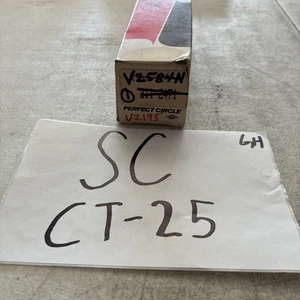 V2584N
1
PERFECT CIRCLE
V2195
SC
LH
CT-25